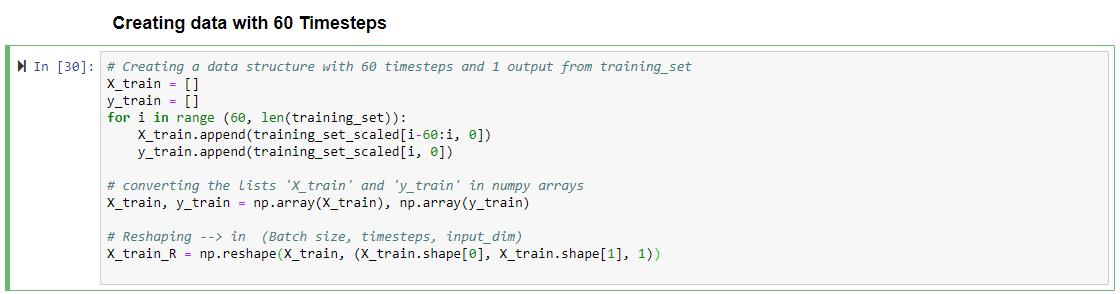 Creating data with 60 Timesteps
In [30]: # Creating a data structure with 60 timesteps and 1 output from training_set
X_train = []
y_train = []
for i in range (60, len(training_set)):
    X_train.append(training_set_scaled[i-60:i, 0])
    y_train.append(training_set_scaled[i, 0])
# converting the lists 'X_train' and 'y_train' in numpy arrays
X_train, y_train = np.array(X_train), np.array(y_train)
# Reshaping --> in  (Batch size, timesteps, input_dim)
X_train_R = np.reshape(X_train, (X_train.shape[0], X_train.shape[1], 1))